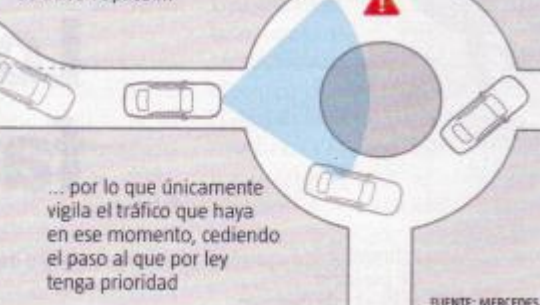 ... por lo que únicamente
vigila el tráfico que haya
en ese momento, cediendo
el paso al que por ley
tenga prioridad
FUENTE: MERCEDES